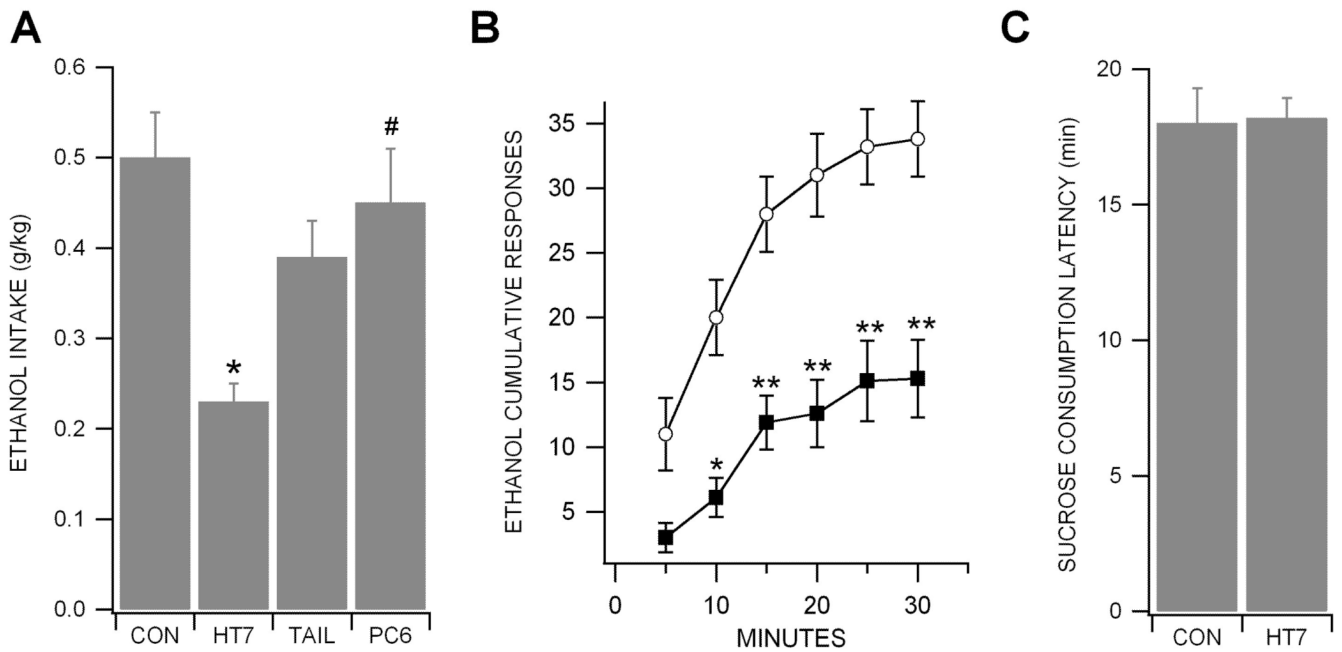 A
ETHANOL INTAKE (g/kg)
0.6
0.5
0.4
0.3
0.2
0.1
0.0
*
#
CON HT7 TAIL PC6
B
ETHANOL CUMULATIVE RESPONSES
35
30
25
20
15
10
5
* ** ** ** **
0 10 20 30
MINUTES
C
SUCROSE CONSUMPTION LATENCY (min)
20
15
10
5
0
CON HT7